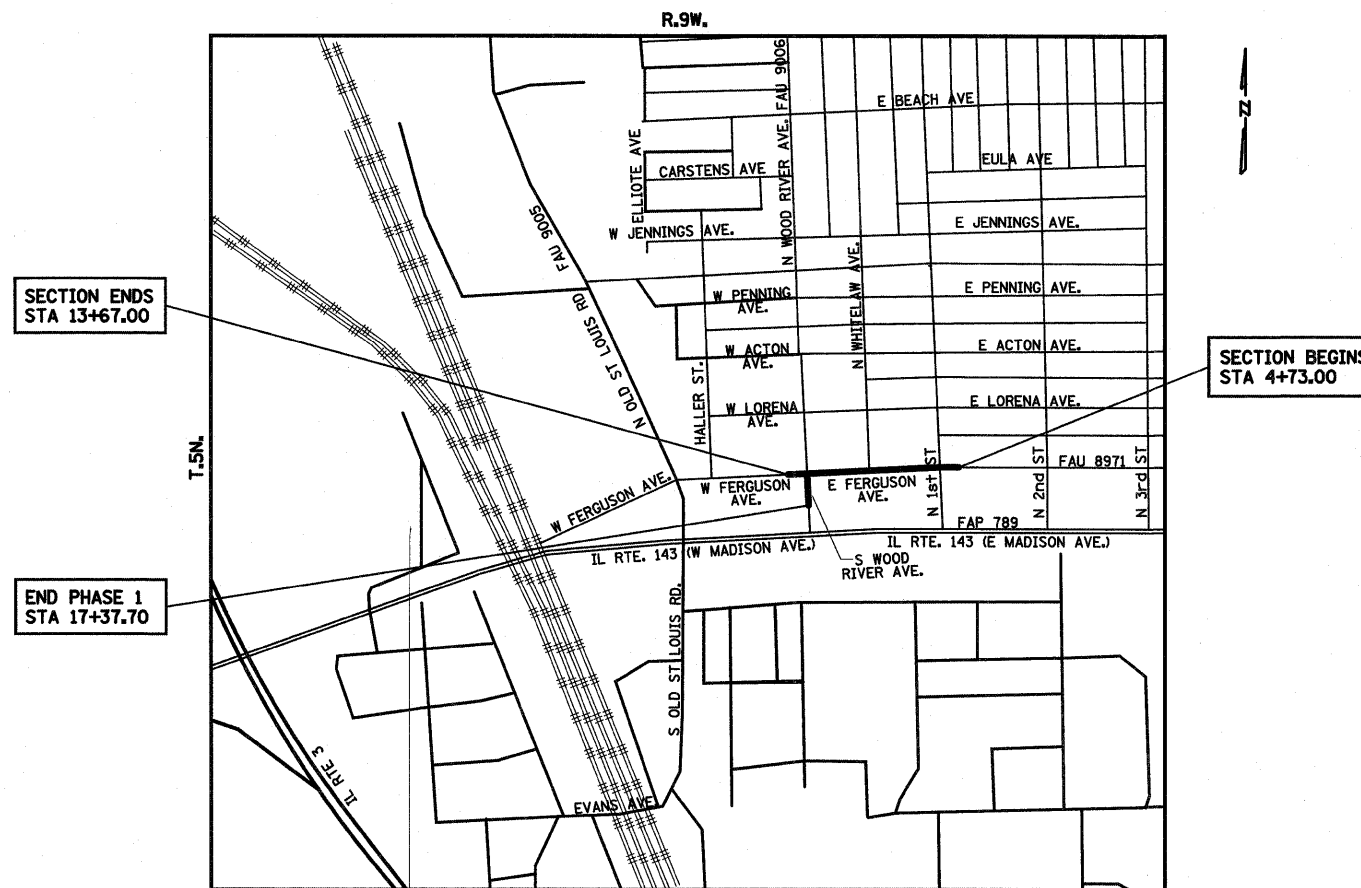 R.9W.
E BEACH AVE
N WOOD RIVER AVE. FAU 9006
ELLIOTE AVE
CARSTENS AVE
EULA AVE
W JENNINGS AVE.
E JENNINGS AVE.
FAU 9005
N OLD ST LOUIS RD
W PENNING
AVE.
E PENNING AVE.
N WHITELAW AVE.
W ACTON
AVE.
E ACTON AVE.
HALLER ST.
W LORENA
AVE.
E LORENA AVE.
SECTION ENDS
STA 13+67.00
SECTION BEGINS
STA 4+73.00
T.5N.
N 1st ST
N 2nd ST
N 3rd ST
FAU 8971
W FERGUSON AVE.
W FERGUSON
AVE.
E FERGUSON
AVE.
FAP 789
IL RTE. 143 (W MADISON AVE.)
IL RTE. 143 (E MADISON AVE.)
S WOOD
RIVER AVE.
END PHASE 1
STA 17+37.70
S OLD ST LOUIS RD.
IL RTE 3
EVANS AVE